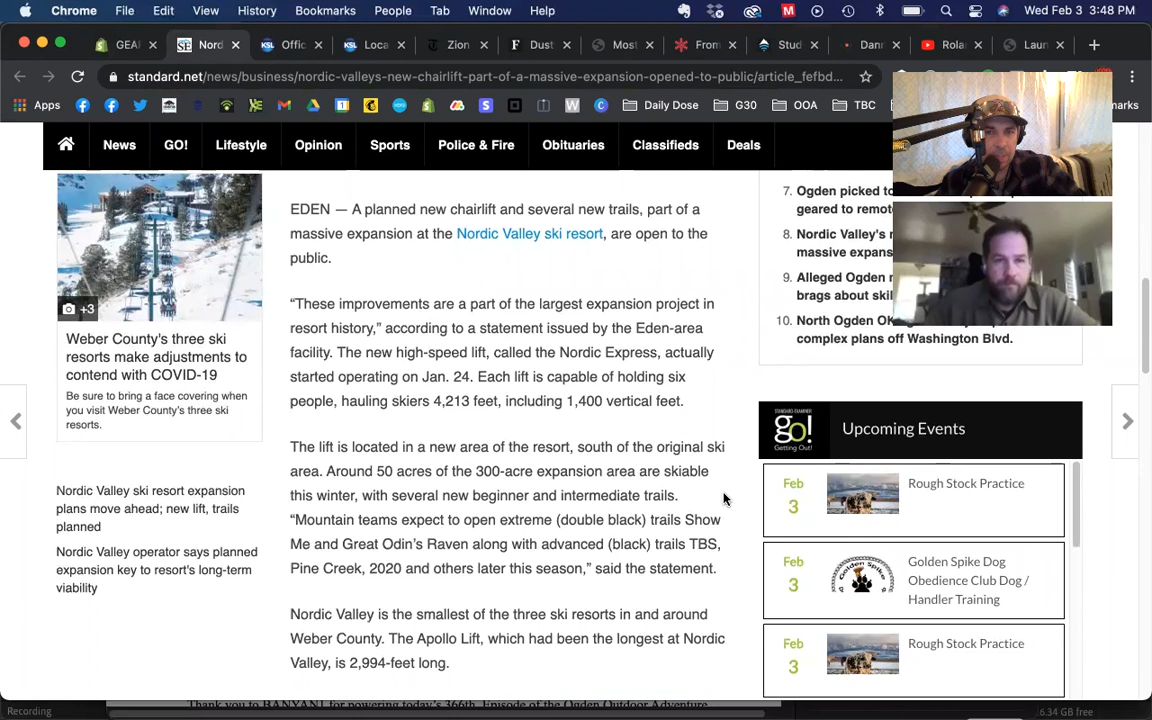 Chrome File Edit View History Bookmarks People Tab Window Help Wed Feb 3 3:48 PM
GEA Nord Offic Loca Zion Dust Most From Stud Dann Rola Laun
standard.net/news/business/nordic-valleys-new-chairlift-part-of-a-massive-expansion-opened-to-public/article_fefbd...
Apps Daily Dose G30 OOA TBC marks
News GO! Lifestyle Opinion Sports Police & Fire Obituaries Classifieds Deals
+3
Weber County's three ski
resorts make adjustments to
contend with COVID-19
Be sure to bring a face covering when
you visit Weber County's three ski
resorts.
Nordic Valley ski resort expansion
plans move ahead; new lift, trails
planned
Nordic Valley operator says planned
expansion key to resort's long-term
viability
EDEN — A planned new chairlift and several new trails, part of a
massive expansion at the Nordic Valley ski resort, are open to the
public.
“These improvements are a part of the largest expansion project in
resort history,” according to a statement issued by the Eden-area
facility. The new high-speed lift, called the Nordic Express, actually
started operating on Jan. 24. Each lift is capable of holding six
people, hauling skiers 4,213 feet, including 1,400 vertical feet.
The lift is located in a new area of the resort, south of the original ski
area. Around 50 acres of the 300-acre expansion area are skiable
this winter, with several new beginner and intermediate trails.
“Mountain teams expect to open extreme (double black) trails Show
Me and Great Odin’s Raven along with advanced (black) trails TBS,
Pine Creek, 2020 and others later this season,” said the statement.
Nordic Valley is the smallest of the three ski resorts in and around
Weber County. The Apollo Lift, which had been the longest at Nordic
Valley, is 2,994-feet long.
7. Ogden picked to
geared to remot
8. Nordic Valley's n
massive expans
9. Alleged Ogden
brags about skil
10. North Ogden OK
complex plans off Washington Blvd.
STANDARD-EXAMINER
go!
Getting Out!
Upcoming Events
Feb
3
Rough Stock Practice
Feb
3
Golden Spike
Golden Spike Dog
Obedience Club Dog /
Handler Training
Feb
3
Rough Stock Practice
Recording
Thank you to BANYANT for powering today's 366th Episode of the Ogden Outdoor Adventure
6.34 GB free